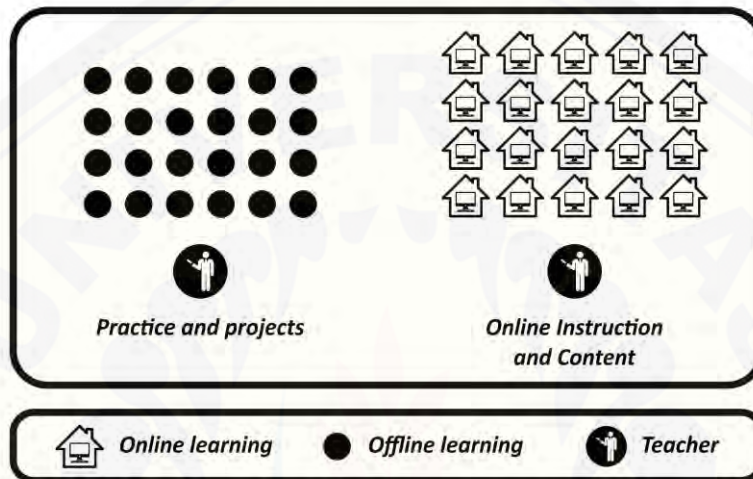 Practice and projects
Online Instruction
and Content
Online learning
Offline learning
Teacher